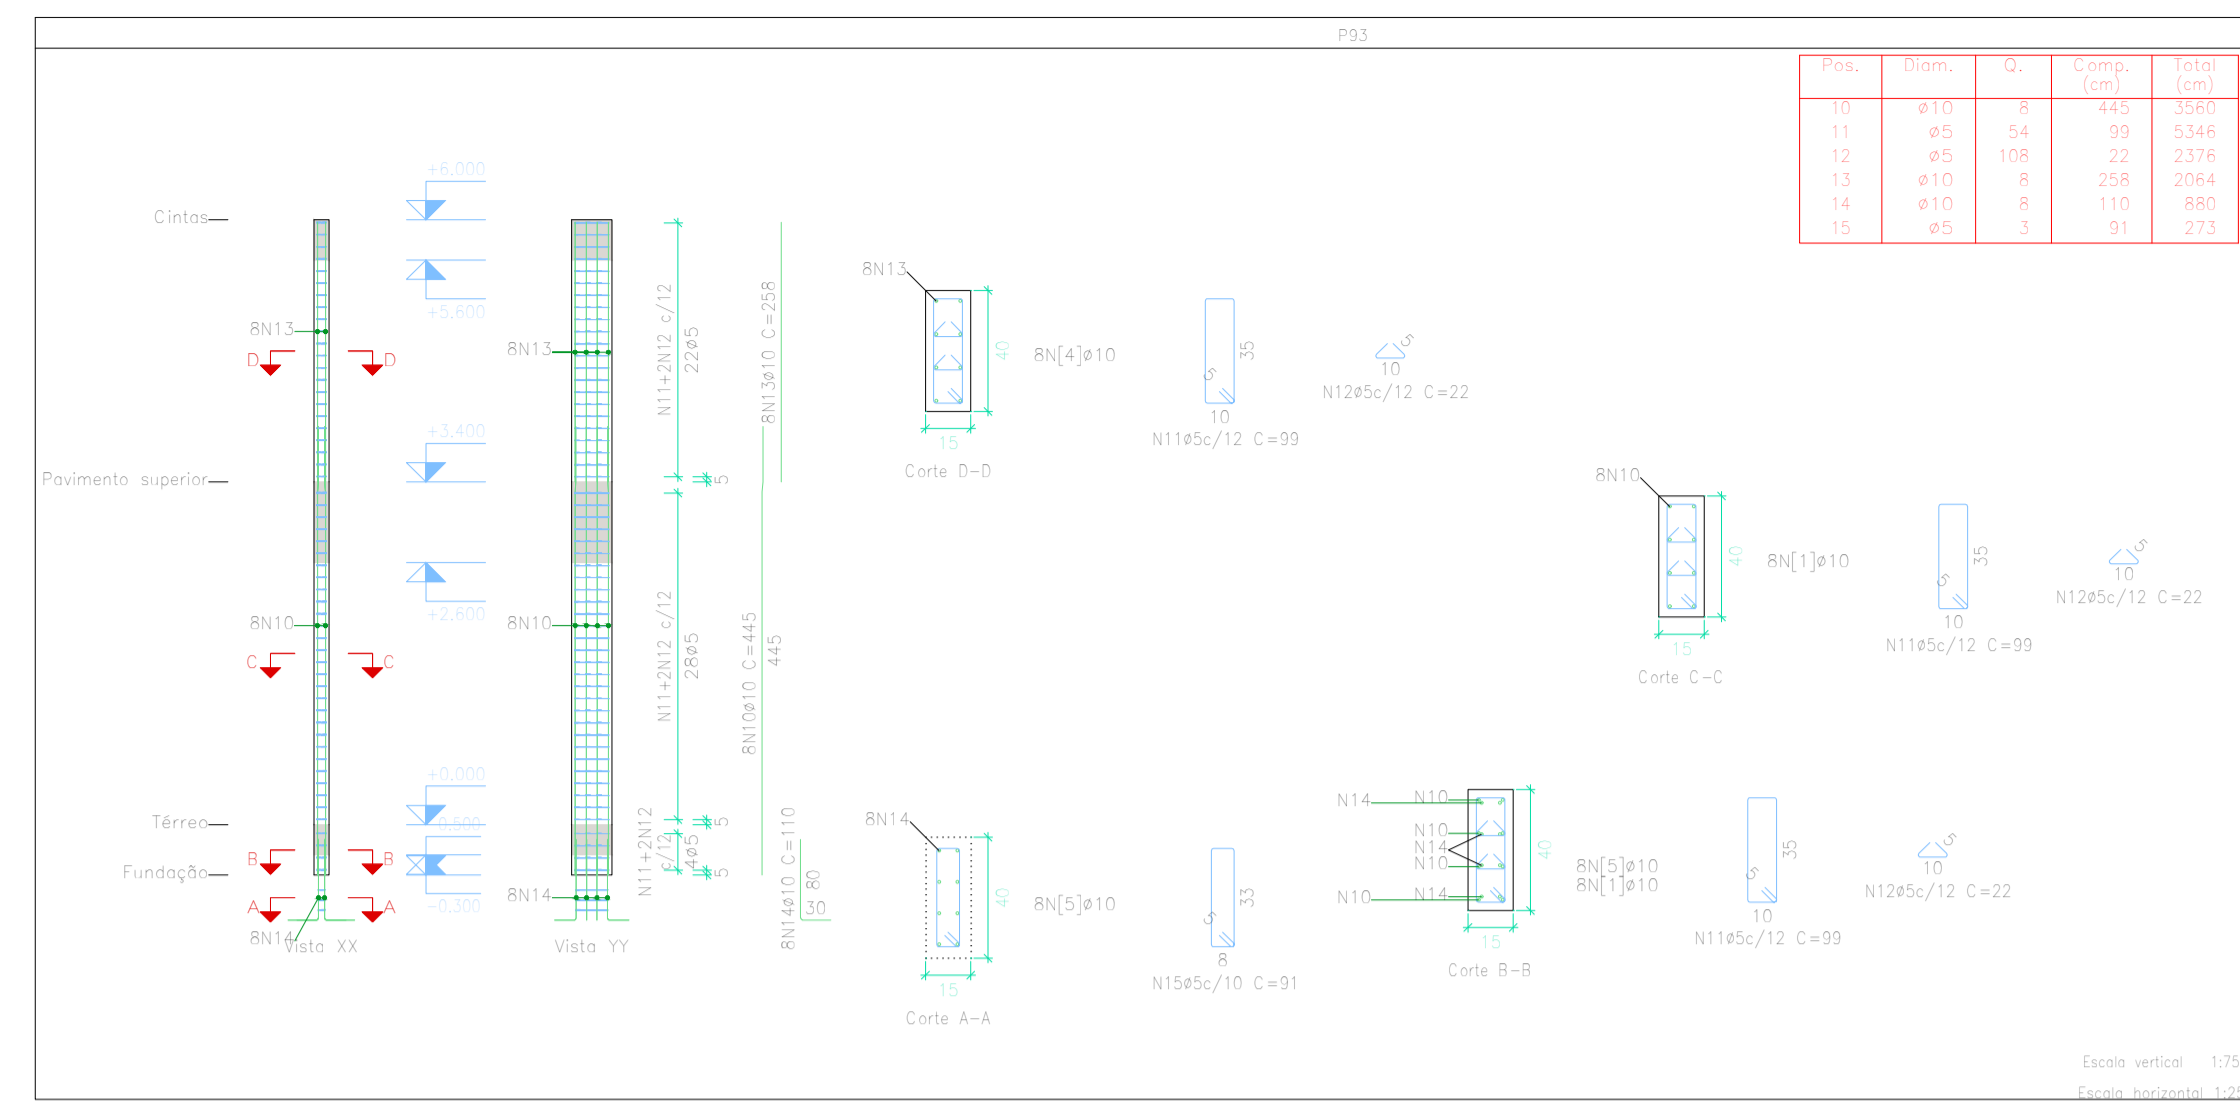 P93
Pos. Diam. Q. Comp. (cm) Total (cm)
10 ø10 8 445 3560
11 ø5 54 99 5346
12 ø5 108 22 2376
13 ø10 8 258 2064
14 ø10 8 110 880
15 ø5 3 91 273
Cintas
Pavimento superior
Térreo
Fundação
8N13
D D
8N10
C C
B B
A A
8N14
Vista XX
+6.000
+5.600
+3.400
+2.600
+0.000
-0.500
-0.300
8N13
8N10
8N14
Vista YY
N11+2N12 c/12
22ø5
5
N11+2N12 c/12
28ø5
5
N11+2N12
c/12
4ø5
5
8N13ø10 C=258
8N10ø10 C=445
445
8N14ø10 C=110
80
30
8N13
40
15
8N[4]ø10
Corte D-D
35
5
10
N11ø5c/12 C=99
5
10
N12ø5c/12 C=22
8N10
40
15
8N[1]ø10
Corte C-C
35
5
10
N11ø5c/12 C=99
5
10
N12ø5c/12 C=22
8N14
40
15
8N[5]ø10
Corte A-A
33
5
8
N15ø5c/10 C=91
N14 N10
N10
N14
N10
N10 N14
40
15
8N[5]ø10
8N[1]ø10
Corte B-B
35
5
10
N11ø5c/12 C=99
5
10
N12ø5c/12 C=22
Escala vertical 1:75
Escala horizontal 1:25